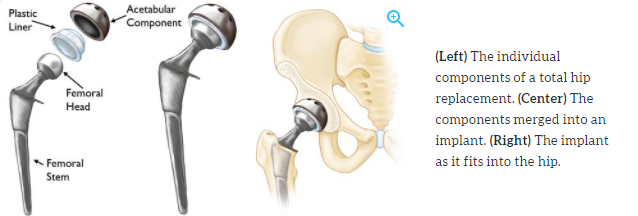 Plastic
Liner
Acetabular
Component
Femoral
Head
Femoral
Stem
(Left) The individual
components of a total hip
replacement. (Center) The
components merged into an
implant. (Right) The implant
as it fits into the hip.